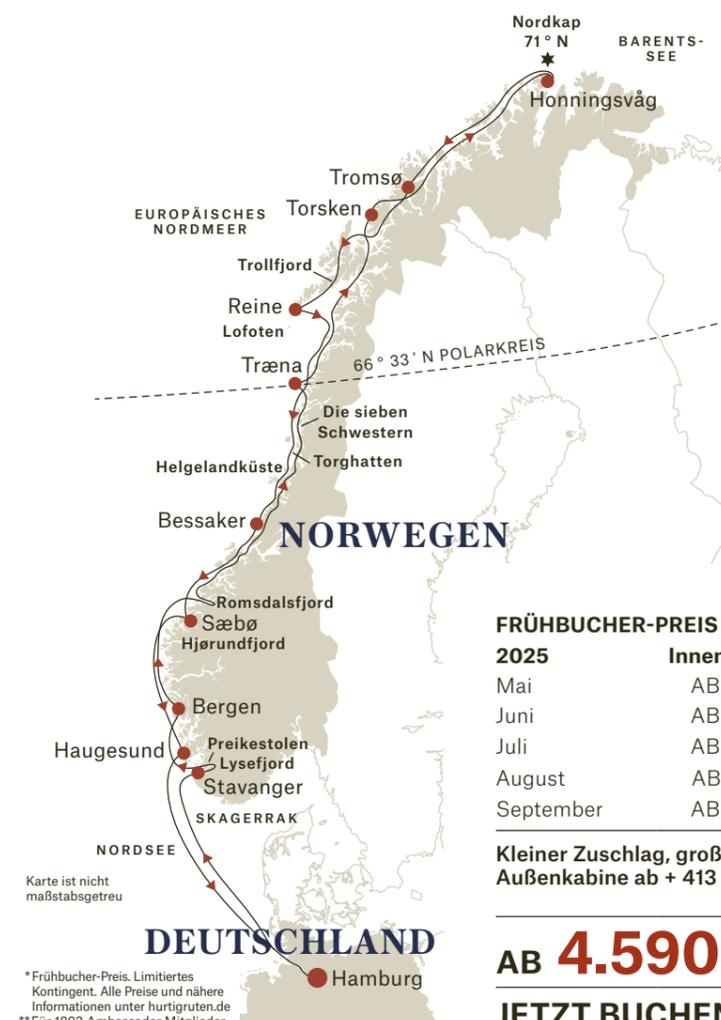 Nordkap
71° N
BARENTS-
SEE
Honningsvåg
Tromsø
Torsken
EUROPÄISCHES
NORDMEER
Trollfjord
Reine
Lofoten
Træna
66° 33' N POLARKREIS
Die sieben
Schwestern
Helgelandküste
Torghatten
Bessaker
NORWEGEN
Romsdalsfjord
Sæbø
Hjørundfjord
Bergen
Haugesund
Preikestolen
Lysefjord
Stavanger
SKAGERRAK
NORDSEE
Karte ist nicht
maßstabsgetreu
DEUTSCHLAND
Hamburg
* Frühbucher-Preis. Limitiertes
Kontingent. Alle Preise und nähere
Informationen unter hurtigruten.de
FRÜHBUCHER-PREIS
2025 Inner
Mai AB
Juni AB
Juli AB
August AB
September AB
Kleiner Zuschlag, groß
Außenkabine ab + 413
AB 4.590
JETZT BUCHEN